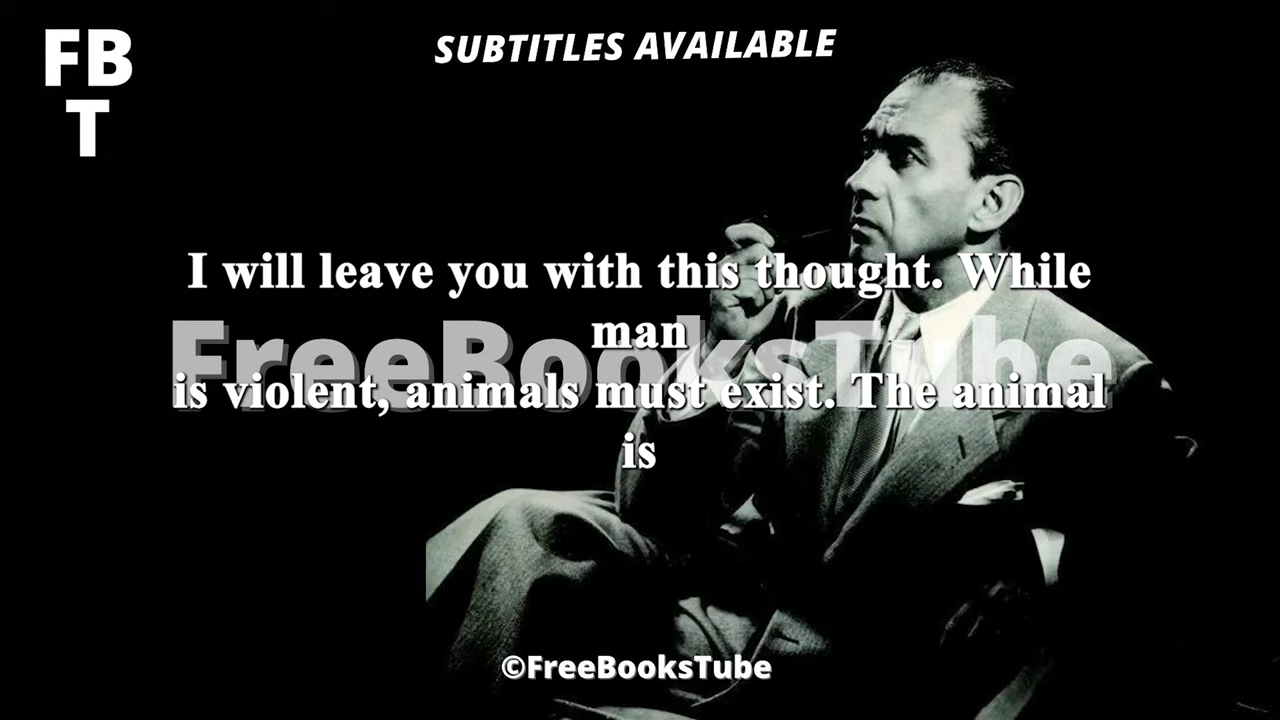 FB
T
SUBTITLES AVAILABLE
I will leave you with this thought. While
man
FreeBooksTube
is violent, animals must exist. The animal
is
©FreeBooksTube